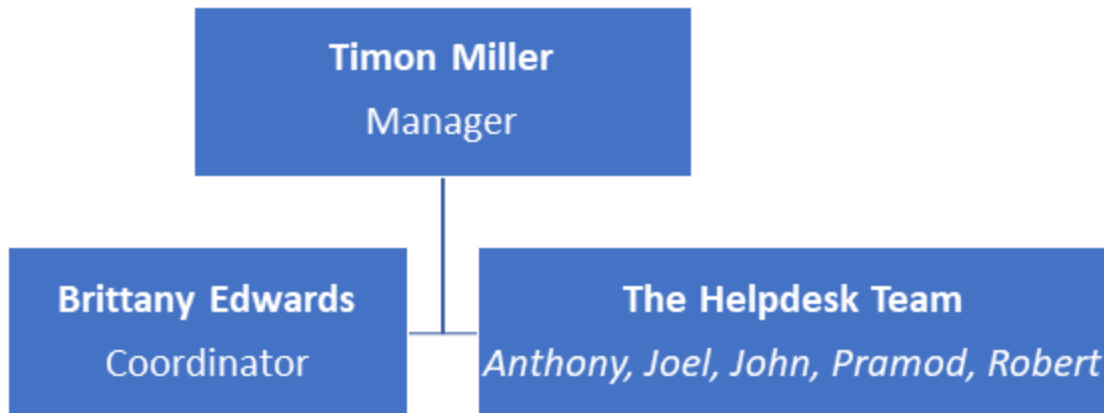 Timon Miller
Manager
Brittany Edwards
Coordinator
The Helpdesk Team
Anthony, Joel, John, Pramod, Robert